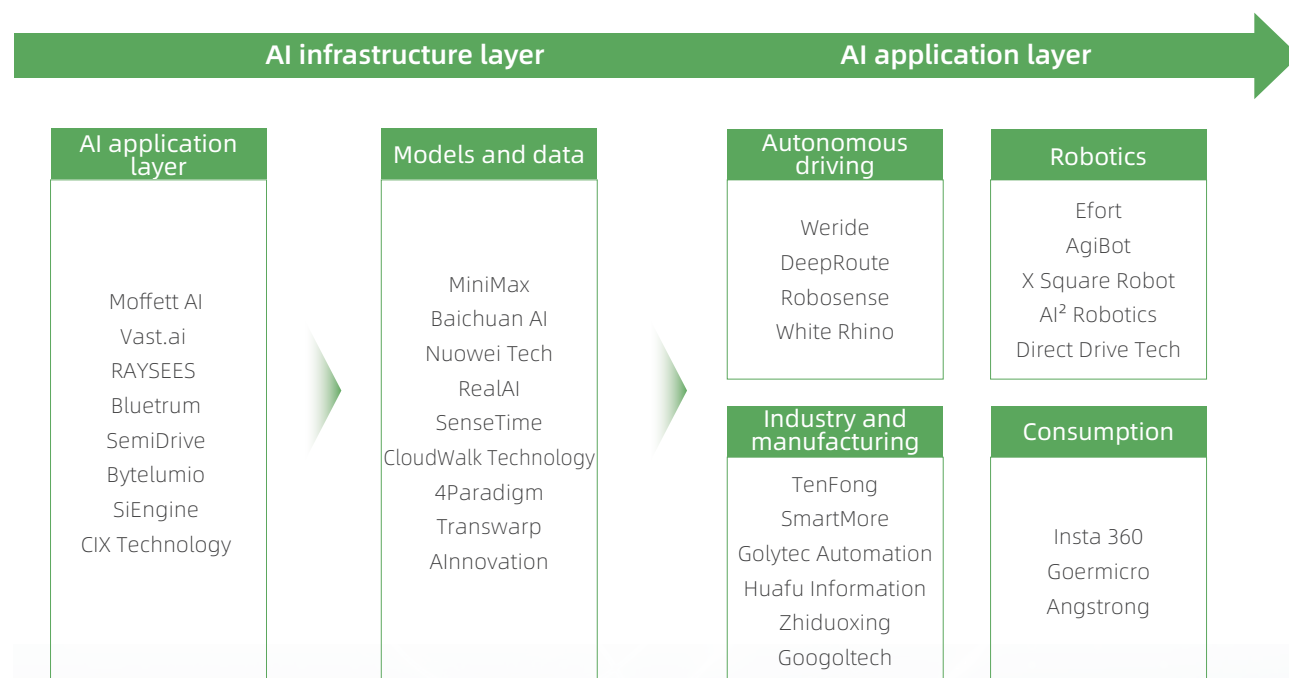 AI infrastructure layer
AI application layer
AI application
layer
Moffett AI
Vast.ai
RAYSEES
Bluetrum
SemiDrive
Bytelumio
SiEngine
CIX Technology
Models and data
MiniMax
Baichuan AI
Nuowei Tech
RealAI
SenseTime
CloudWalk Technology
4Paradigm
Transwarp
AInnovation
Autonomous
driving
Weride
DeepRoute
Robosense
White Rhino
Robotics
Efort
AgiBot
X Square Robot
AI² Robotics
Direct Drive Tech
Industry and
manufacturing
TenFong
SmartMore
Golytec Automation
Huafu Information
Zhiduoxing
Googoltech
Consumption
Insta 360
Goermicro
Angstrong